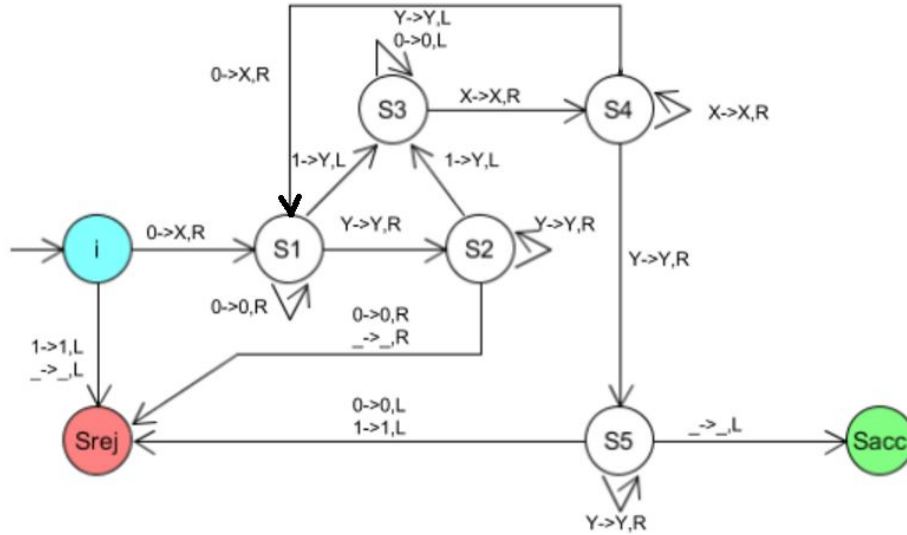 Y->Y,L
0->0,L
0->X,R
S3
X->X,R
S4
X->X,R
1->Y,L
1->Y,L
i
0->X,R
S1
Y->Y,R
S2
Y->Y,R
Y->Y,R
0->0,R
0->0,R
_->_,R
1->1,L
_->_,L
0->0,L
1->1,L
Srej
S5
_->_,L
Sacc
Y->Y,R